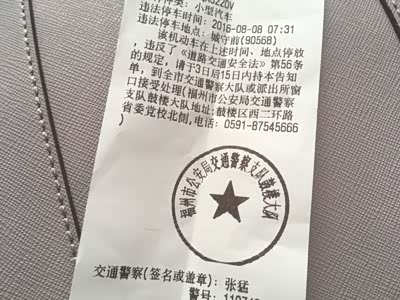 种类：小型汽车
违法停车时间：2016-08-08 07:31
违法停车地点：城守前(90568)
该机动车在上述时间、地点停放
，违反了《道路交通安全法》第56条
的规定，请于3日后15日内持本告知
单，到全市交通警察大队或派出所窗
口接受处理(福州市公安局交通警察
支队鼓楼大队地址:鼓楼区西二环路
省委党校北侧,电话：0591-87545666
)
福州市公安局交通警察支队鼓楼大队
交通警察(签名或盖章)：张猛
警号：